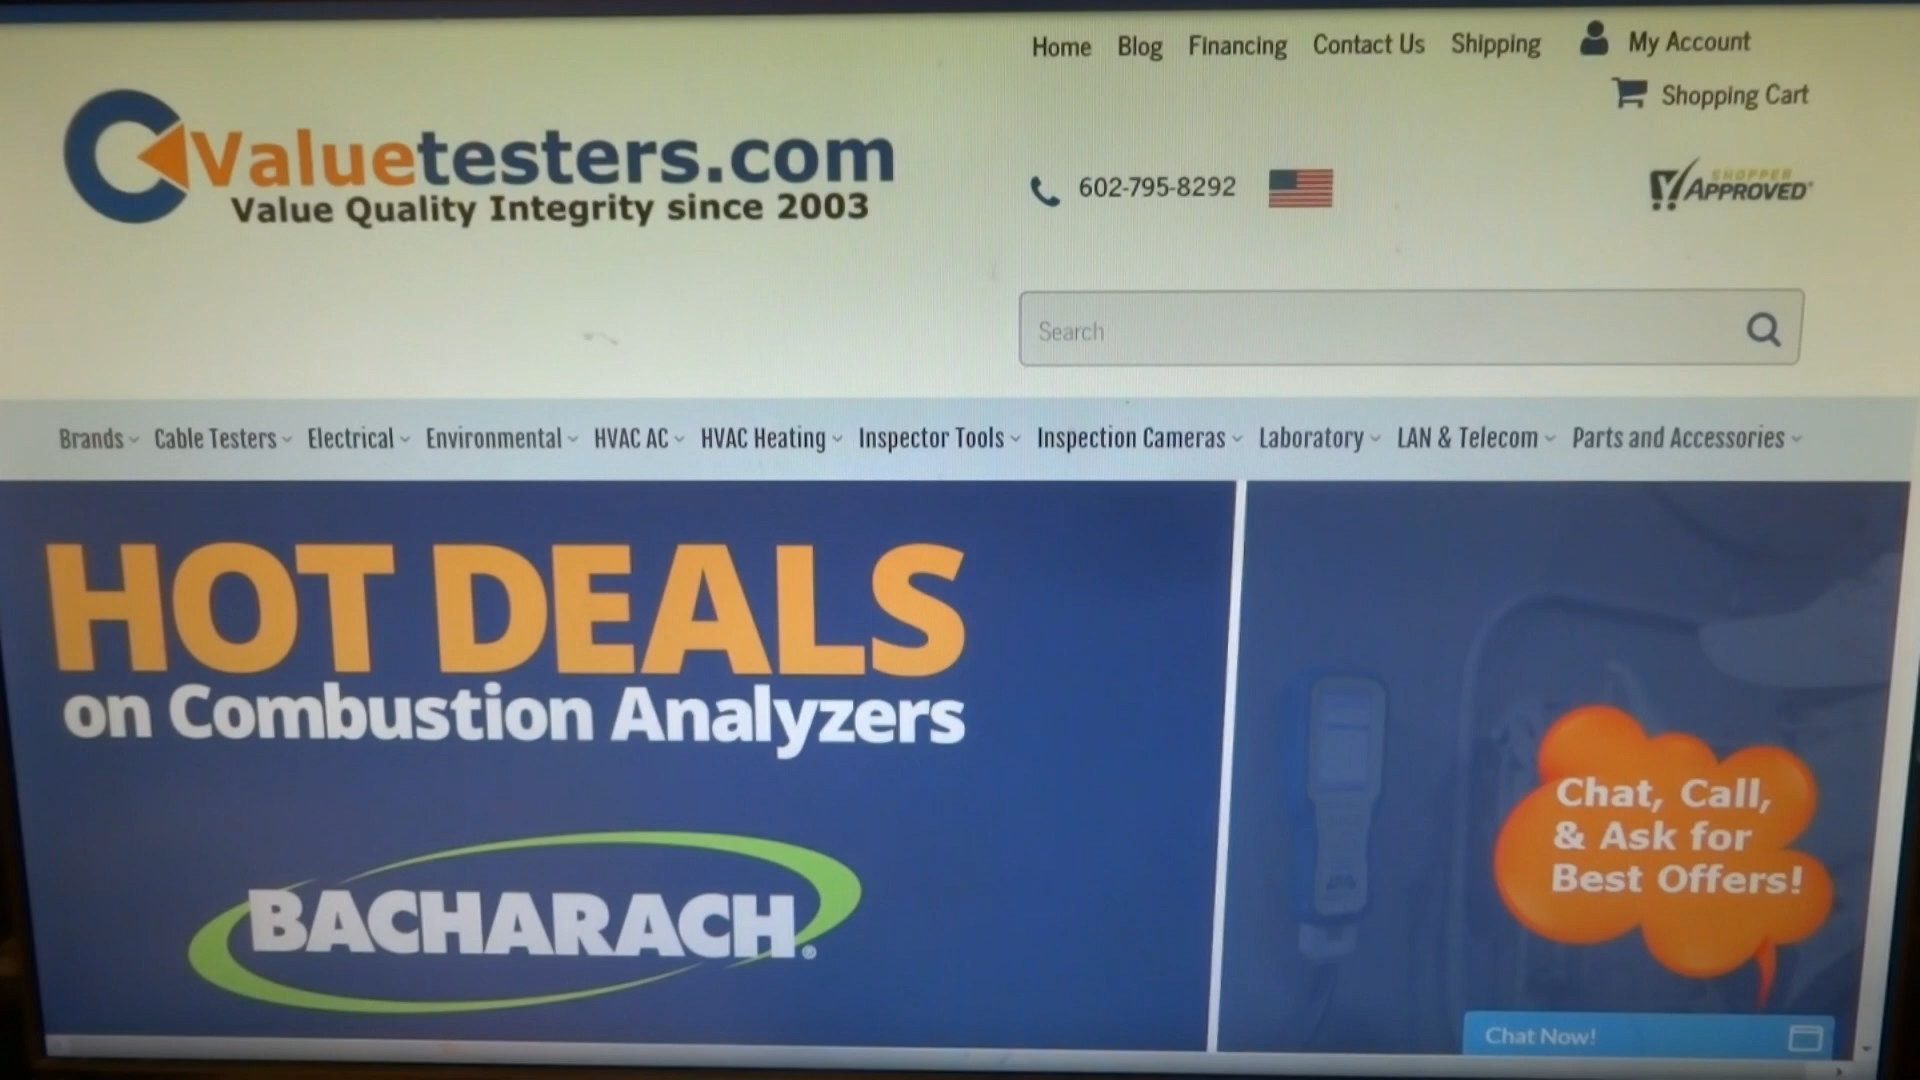 Home Blog Financing Contact Us Shipping My Account
Shopping Cart
Valuetesters.com
Value Quality Integrity since 2003
602-795-8292
SHOPPER
APPROVED
Search
Brands Cable Testers Electrical Environmental HVAC AC HVAC Heating Inspector Tools Inspection Cameras Laboratory LAN & Telecom Parts and Accessories
HOT DEALS
on Combustion Analyzers
BACHARACH®
Chat, Call,
& Ask for
Best Offers!
Chat Now!